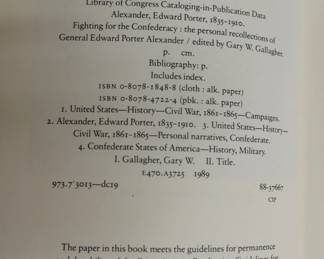 Library of Congress Cataloging-in-Publication Data
Alexander, Edward Porter, 1835-1910.
Fighting for the Confederacy : the personal recollections of
General Edward Porter Alexander / edited by Gary W. Gallagher.
p. cm.
Bibliography: p.
Includes index.
ISBN 0-8078-1848-8 (cloth : alk. paper)
ISBN 0-8078-4722-4 (pbk. : alk. paper)
1. United States—History—Civil War, 1861-1865—Campaigns.
2. Alexander, Edward Porter, 1835-1910. 3. United States—History—
Civil War, 1861-1865—Personal narratives, Confederate.
4. Confederate States of America—History, Military.
I. Gallagher, Gary W. II. Title.
E470.A3725 1989
973.7'3013—dc19 88-37667
CIP
The paper in this book meets the guidelines for permanence